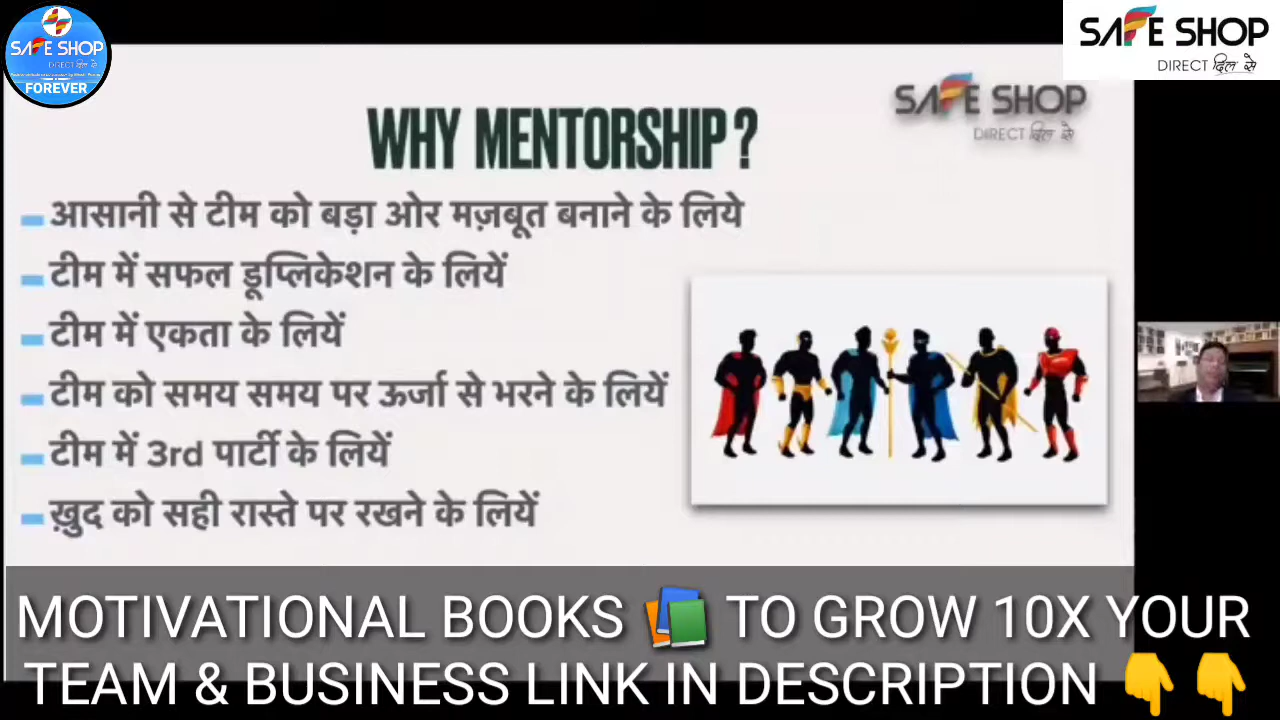 SAFE SHOP
DIRECT दिल से
FOREVER
SAFE SHOP
DIRECT दिल से
SAFE SHOP
DIRECT दिल से
WHY MENTORSHIP?
आसानी से टीम को बड़ा ओर मज़बूत बनाने के लिये
टीम में सफल डूप्लिकेशन के लियें
टीम में एकता के लियें
टीम को समय समय पर ऊर्जा से भरने के लियें
टीम में 3rd पार्टी के लियें
ख़ुद को सही रास्ते पर रखने के लियें
MOTIVATIONAL BOOKS 📚 TO GROW 10X YOUR
TEAM & BUSINESS LINK IN DESCRIPTION 👇 👇